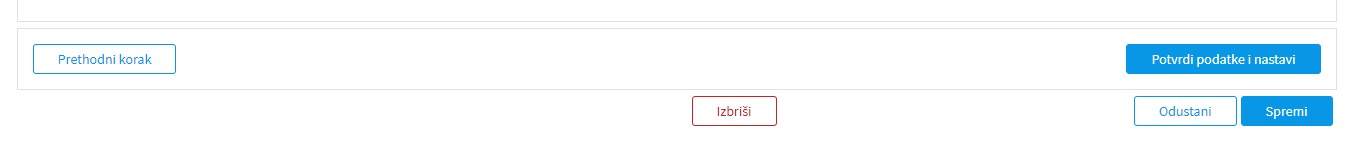 Prethodni korak
Potvrdi podatke i nastavi
Izbriši
Odustani
Spremi